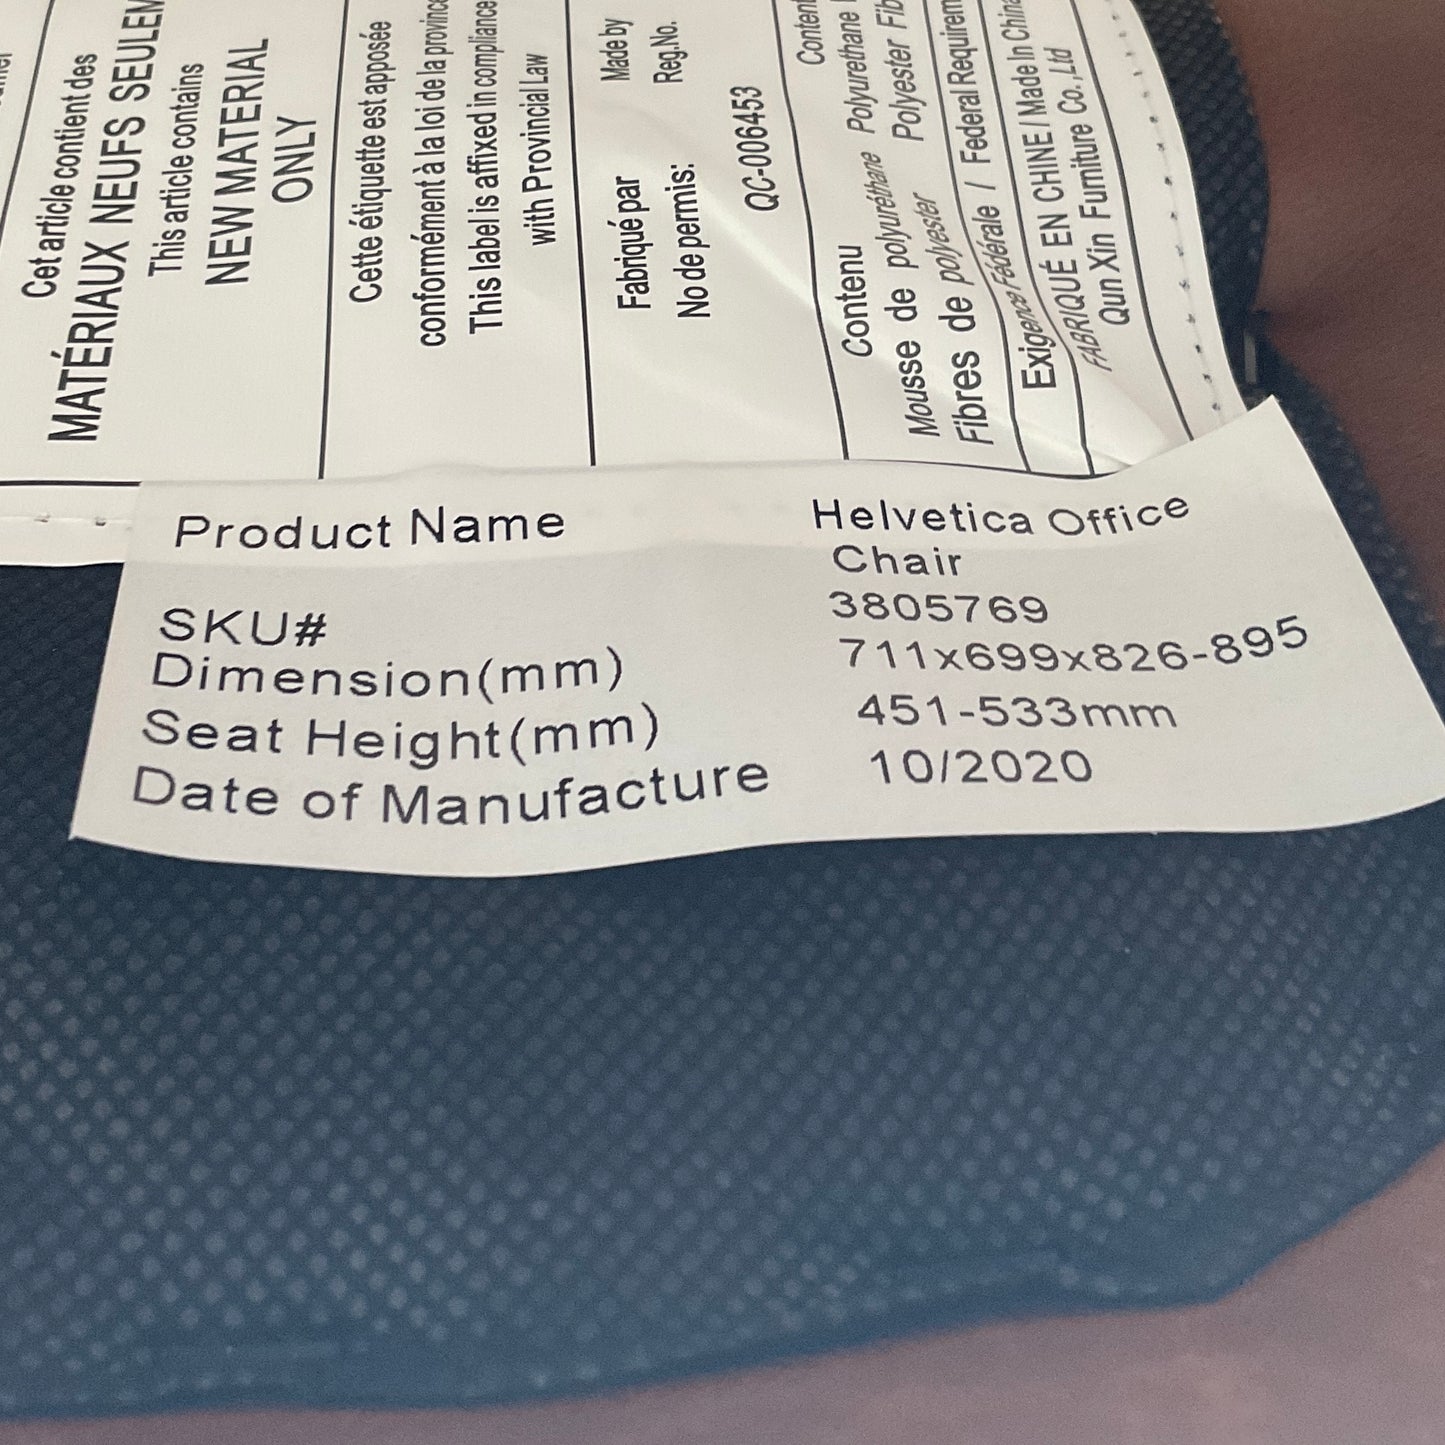 Cet article contient des
MATÉRIAUX NEUFS
This article contains
NEW MATERIAL
ONLY
Cette étiquette est apposée
conformément à la loi de la province
This label is affixed in compliance
with Provincial Law
Fabriqué par Made by
No de permis: Reg.No.
QC-006453
Contenu Content
Mousse de polyuréthane Polyurethane
Fibres de polyester Polyester
Exigence Fédérale / Federal
FABRIQUÉ EN CHINE / Made In China
Qun Xin Furniture Co.,Ltd
Product Name Helvetica Office
Chair
SKU# 3805769
Dimension(mm) 711x699x826-895
Seat Height(mm) 451-533mm
Date of Manufacture 10/2020